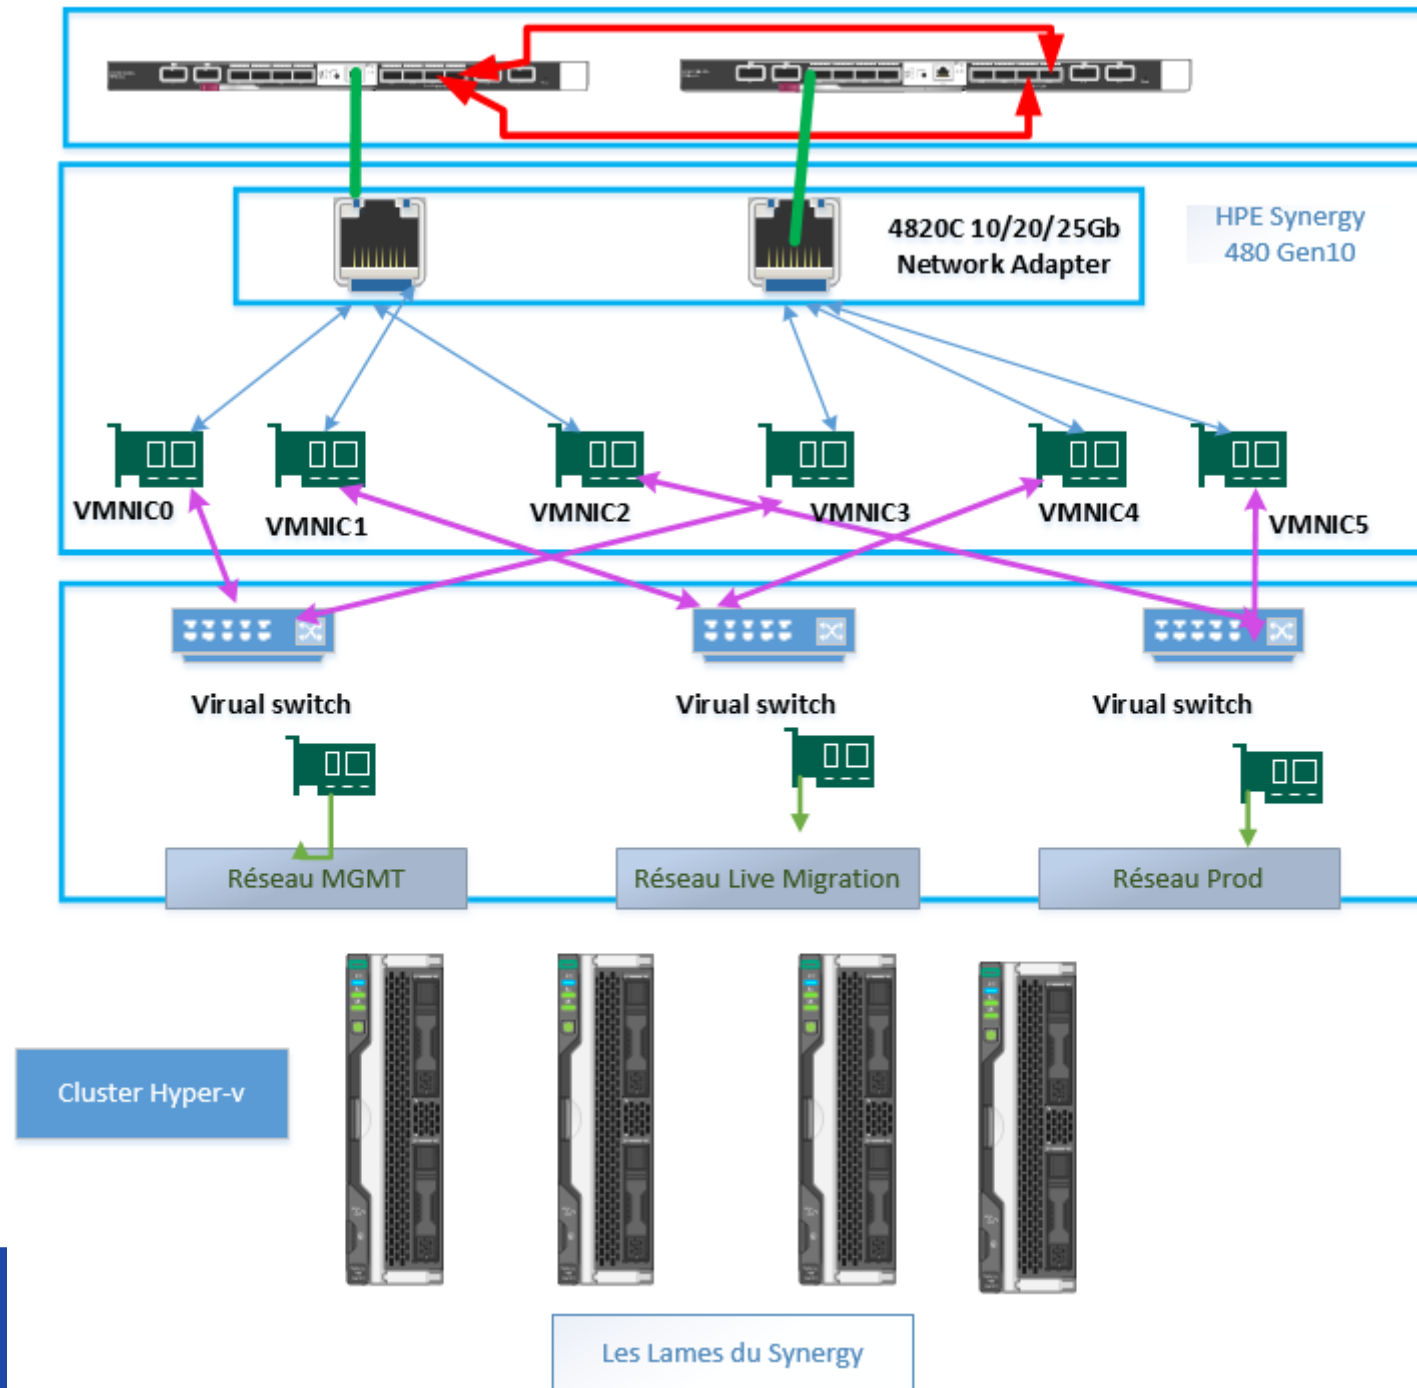 HPE Synergy
480 Gen10
4820C 10/20/25Gb
Network Adapter
VMNIC0
VMNIC1
VMNIC2
VMNIC3
VMNIC4
VMNIC5
Virual switch
Virual switch
Virual switch
Réseau MGMT
Réseau Live Migration
Réseau Prod
Cluster Hyper-v
Les Lames du Synergy